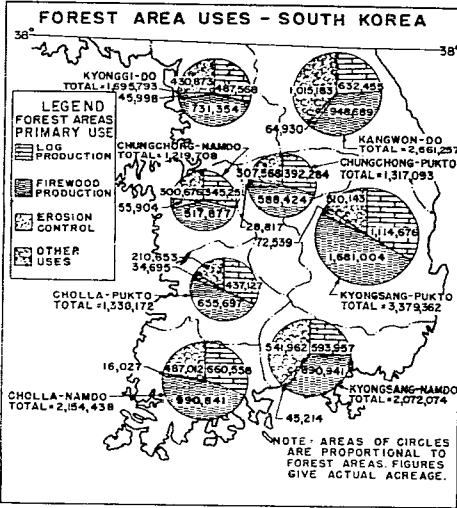 FOREST AREA USES - SOUTH KOREA
38°
38°
KYONGGI-DO
TOTAL=1,695,793
45,998
430,873
487,568
731,354
1,015,183
632,455
948,689
64,930
KANGWON-DO
TOTAL=2,661,257
LEGEND
FOREST AREAS
PRIMARY USE
LOG
PRODUCTION
FIREWOOD
PRODUCTION
EROSION
CONTROL
OTHER
USES
CHUNGCHONG-NAMDO
TOTAL=1,219,708
300,676
345,251
517,877
55,904
CHUNGCHONG-PUKTO
TOTAL=1,317,093
307,568
392,284
588,424
28,817
72,539
510,143
1,114,676
1,681,004
KYONGSANG-PUKTO
TOTAL=3,379,362
210,653
34,695
437,127
655,697
CHOLLA-PUKTO
TOTAL=1,338,172
16,027
487,012
660,558
990,841
CHOLLA-NAMDO
TOTAL=2,154,438
541,962
593,957
890,941
KYONGSANG-NAMDO
TOTAL=2,072,074
45,214
NOTE: AREAS OF CIRCLES
ARE PROPORTIONAL TO
FOREST AREAS. FIGURES
GIVE ACTUAL ACREAGE.